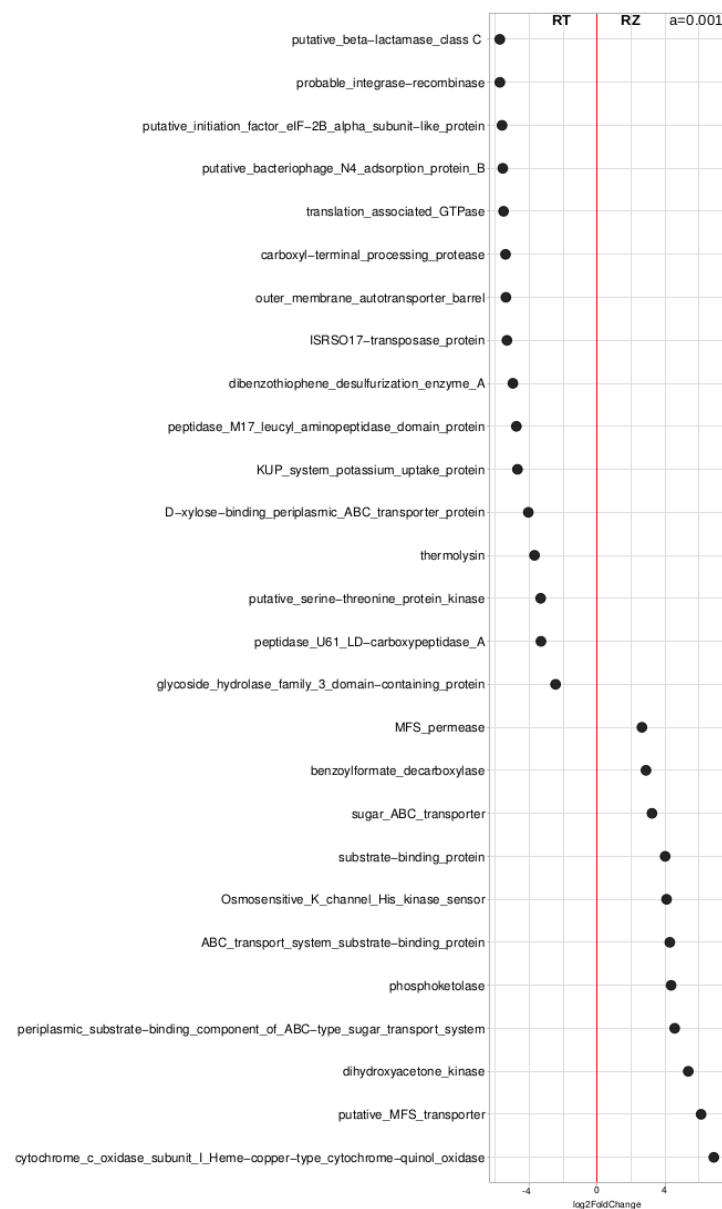 RT RZ a=0.001
putative_beta-lactamase_class C
probable_integrase-recombinase
putative_initiation_factor_eIF-2B_alpha_subunit-like_protein
putative_bacteriophage_N4_adsorption_protein_B
translation_associated_GTPase
carboxyl-terminal_processing_protease
outer_membrane_autotransporter_barrel
ISRSO17-transposase_protein
dibenzothiophene_desulfurization_enzyme_A
peptidase_M17_leucyl_aminopeptidase_domain_protein
KUP_system_potassium_uptake_protein
D-xylose-binding_periplasmic_ABC_transporter_protein
thermolysin
putative_serine-threonine_protein_kinase
peptidase_U61_LD-carboxypeptidase_A
glycoside_hydrolase_family_3_domain-containing_protein
MFS_permease
benzoylformate_decarboxylase
sugar_ABC_transporter
substrate-binding_protein
Osmosensitive_K_channel_His_kinase_sensor
ABC_transport_system_substrate-binding_protein
phosphoketolase
periplasmic_substrate-binding_component_of_ABC-type_sugar_transport_system
dihydroxyacetone_kinase
putative_MFS_transporter
cytochrome_c_oxidase_subunit_I_Heme-copper-type_cytochrome-quinol_oxidase
-4 0 4
log2FoldChange